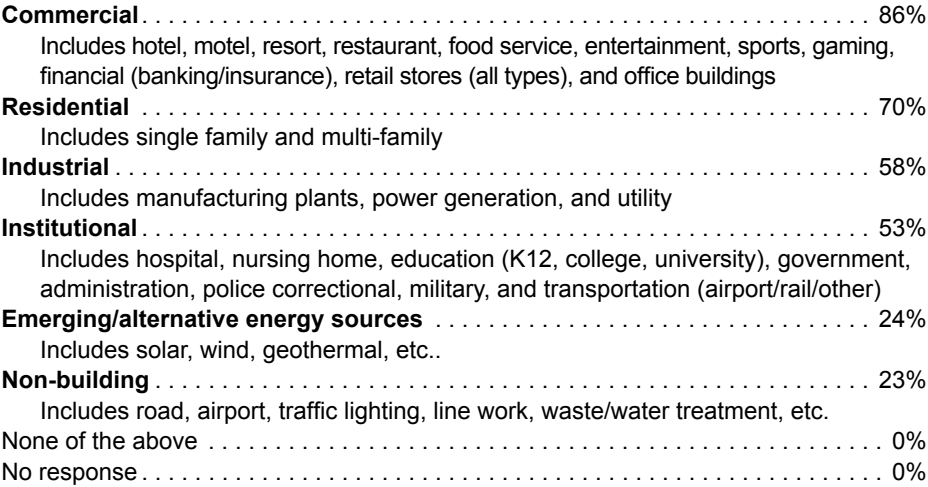 Commercial . . . . . . . . . . . . . . . . . . . . . . . . . . . . . . . . . . . . . . . . . . . . . . . . . . . . . 86%
Includes hotel, motel, resort, restaurant, food service, entertainment, sports, gaming,
financial (banking/insurance), retail stores (all types), and office buildings
Residential . . . . . . . . . . . . . . . . . . . . . . . . . . . . . . . . . . . . . . . . . . . . . . . . . . . . . 70%
Includes single family and multi-family
Industrial . . . . . . . . . . . . . . . . . . . . . . . . . . . . . . . . . . . . . . . . . . . . . . . . . . . . . . . 58%
Includes manufacturing plants, power generation, and utility
Institutional . . . . . . . . . . . . . . . . . . . . . . . . . . . . . . . . . . . . . . . . . . . . . . . . . . . . . 53%
Includes hospital, nursing home, education (K12, college, university), government,
administration, police correctional, military, and transportation (airport/rail/other)
Emerging/alternative energy sources . . . . . . . . . . . . . . . . . . . . . . . . . . . . . . . . 24%
Includes solar, wind, geothermal, etc..
Non-building . . . . . . . . . . . . . . . . . . . . . . . . . . . . . . . . . . . . . . . . . . . . . . . . . . . . 23%
Includes road, airport, traffic lighting, line work, waste/water treatment, etc.
None of the above . . . . . . . . . . . . . . . . . . . . . . . . . . . . . . . . . . . . . . . . . . . . . . . . . 0%
No response . . . . . . . . . . . . . . . . . . . . . . . . . . . . . . . . . . . . . . . . . . . . . . . . . . . . . . 0%